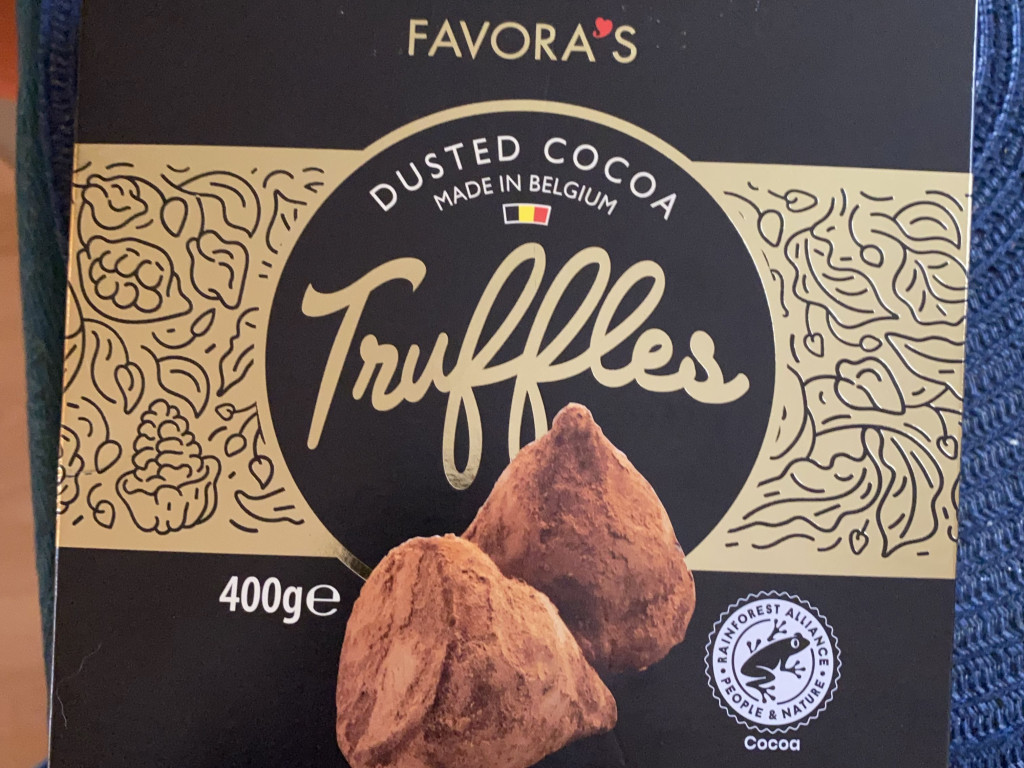 FAVORA'S
DUSTED COCOA
MADE IN BELGIUM
Truffles
400g℮
RAINFOREST ALLIANCE
PEOPLE & NATURE
Cocoa